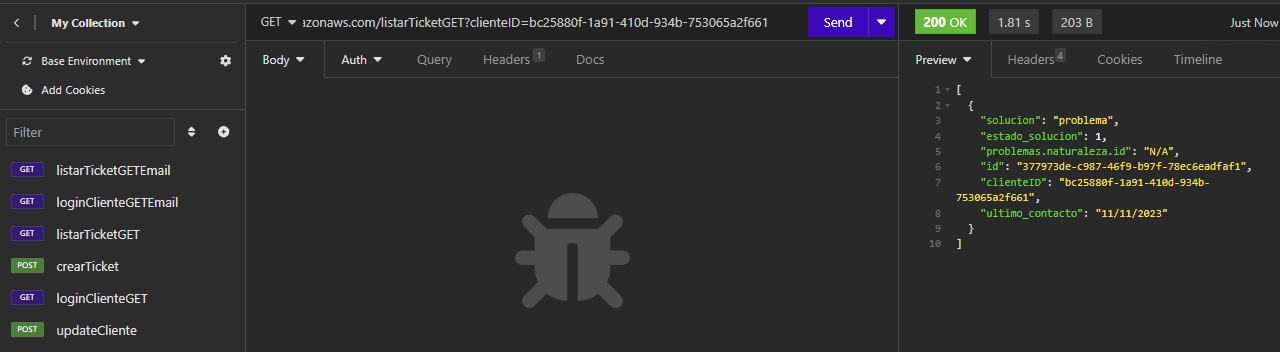 My Collection
GET
azonaws.com/listarTicketGET?clienteID=bc25880f-1a91-410d-934b-753065a2f661
Send
200 OK
1.81 s
203 B
Just Now
Base Environment
Add Cookies
Body
Auth
Query
Headers 1
Docs
Preview
Headers 4
Cookies
Timeline
Filter
GET listarTicketGETEmail
GET loginClienteGETEmail
GET listarTicketGET
POST crearTicket
GET loginClienteGET
POST updateCliente
1 [
2 {
3 "solucion": "problema",
4 "estado_solucion": 1,
5 "problemas.naturaleza.id": "N/A",
6 "id": "377973de-c987-46f9-b97f-78ec6eadfaf1",
7 "clienteID": "bc25880f-1a91-410d-934b-
753065a2f661",
8 "ultimo_contacto": "11/11/2023"
9 }
10 ]